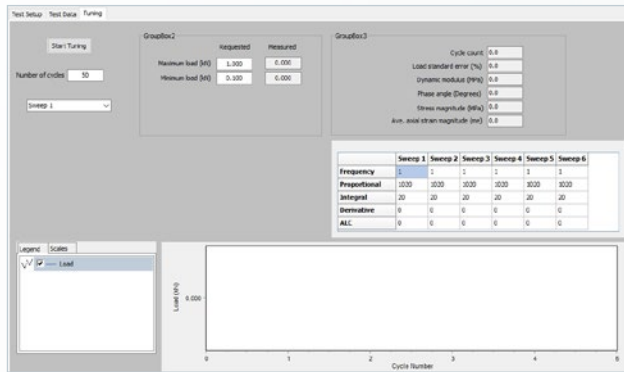 Test Setup Test Data Tuning
Start Tuning
Number of cycles 50
Sweep 1
GroupBox2
Requested Measured
Maximum load (kN) 1.000 0.000
Minimum load (kN) 0.100 0.000
GroupBox3
Cycle count 0.0
Load standard error (%) 0.0
Dynamic modulus (MPa) 0.0
Phase angle (Degrees) 0.0
Stress magnitude (MPa) 0.0
Ave. axial strain magnitude (me) 0.0
Sweep 1 Sweep 2 Sweep 3 Sweep 4 Sweep 5 Sweep 6
Frequency 1 1 1 1 1 1
Proportional 1020 1020 1020 1020 1020 1020
Integral 20 20 20 20 20 20
Derivative 0 0 0 0 0 0
ALC 0 0 0 0 0 0
Legend Scales
Load
Load (kN)
0.000
0 1 2 3 4 5
Cycle Number